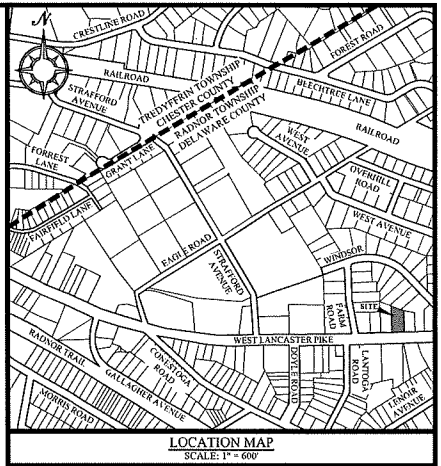 N
CRESTLINE ROAD
FOREST ROAD
RAILROAD
BEECHTREE LANE
STRAFFORD
AVENUE
TREDYFFRIN TOWNSHIP
CHESTER COUNTY
RADNOR TOWNSHIP
DELAWARE COUNTY
RAILROAD
FORREST
LANE
GRANT LANE
WEST
AVENUE
OVERHILL
ROAD
FAIRFIELD LANE
WEST AVENUE
EAGLE ROAD
STRAFFORD
AVENUE
WINDSOR
FARM
ROAD
SITE
WEST LANCASTER PIKE
RADNOR TRAIL
CONESTOGA
ROAD
GALLAGHER AVENUE
DOYLE ROAD
LANTOGA
ROAD
LENOIR
AVENUE
MORRIS ROAD
LOCATION MAP
SCALE: 1" = 600'